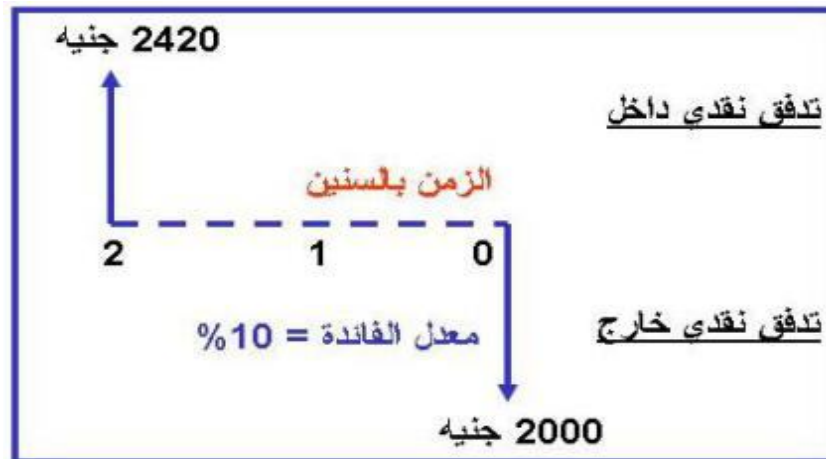 2420 جنيه
تدفق نقدي داخل
الزمن بالسنين
0 1 2
معدل الفائدة = 10%
تدفق نقدي خارج
2000 جنيه